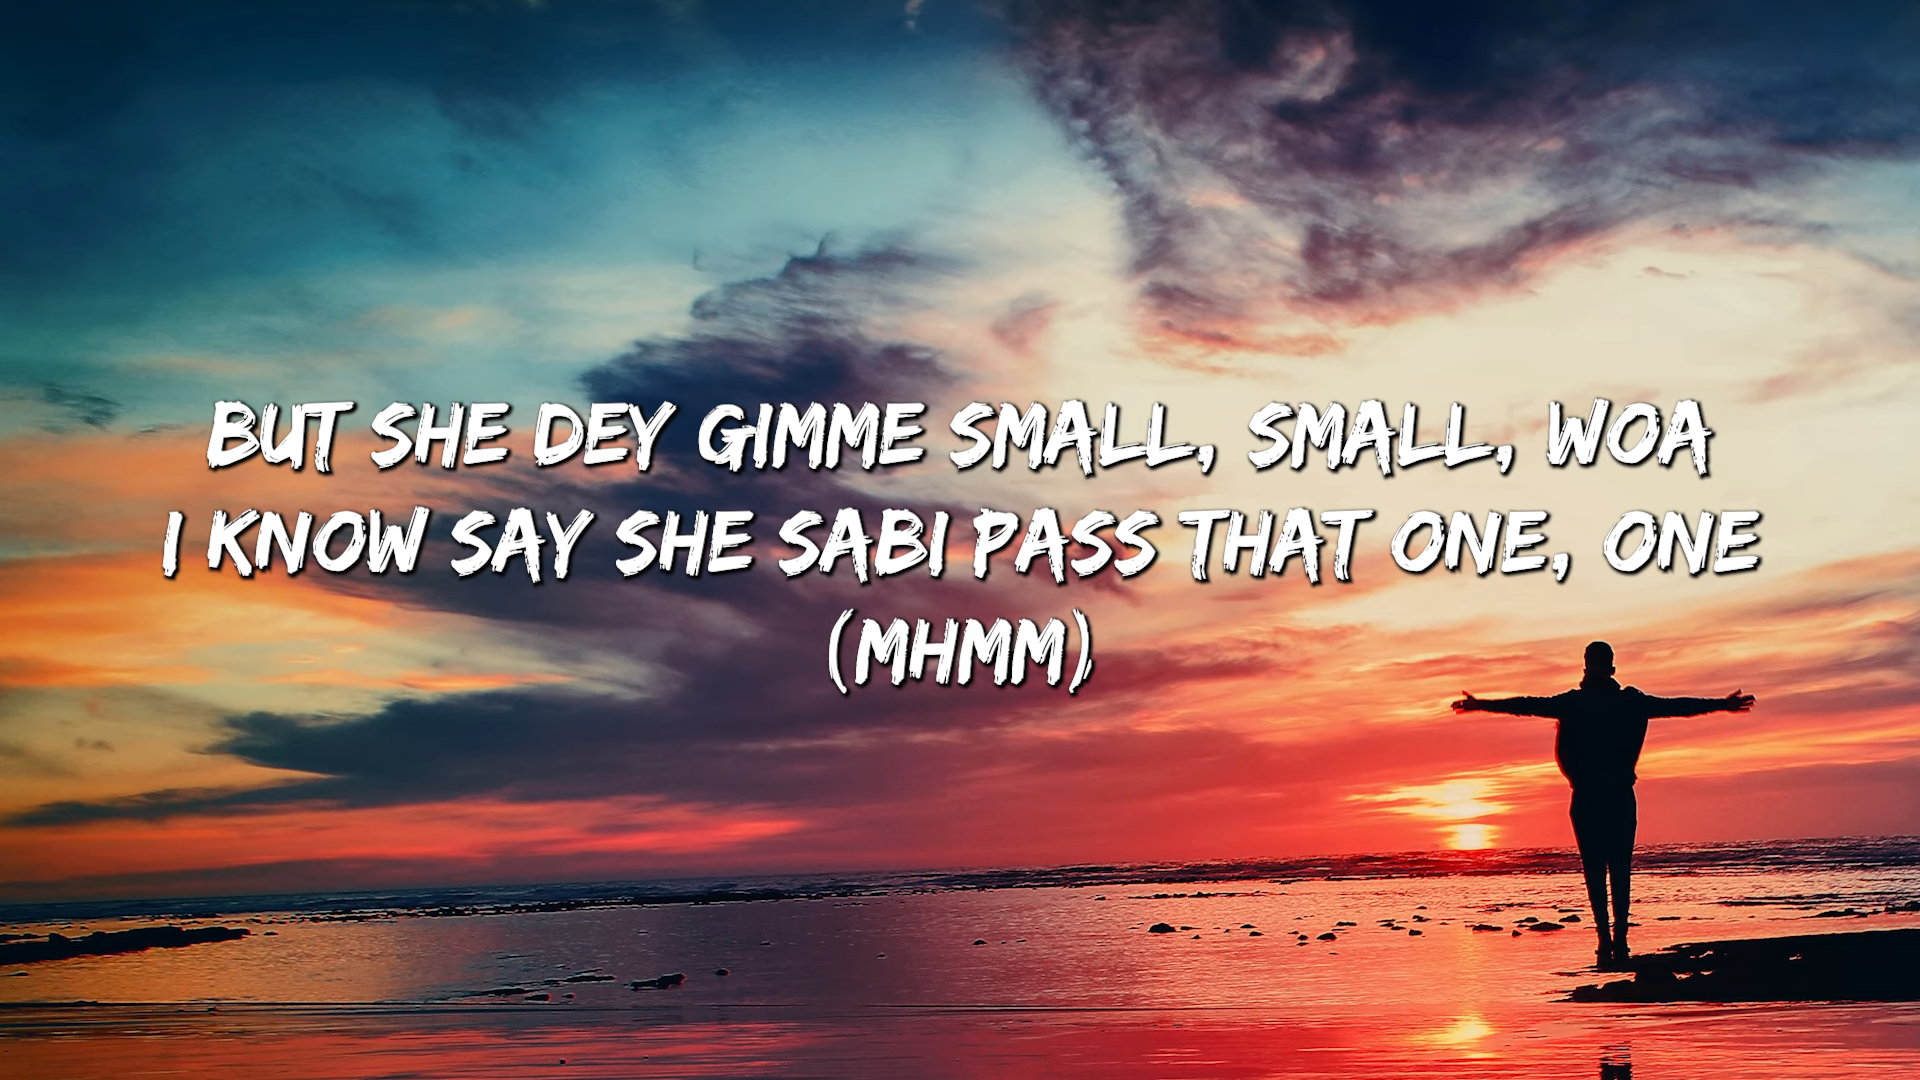 BUT SHE DEY GIMME SMALL, SMALL, WOA
I KNOW SAY SHE SABI PASS THAT ONE, ONE
(MHMM)